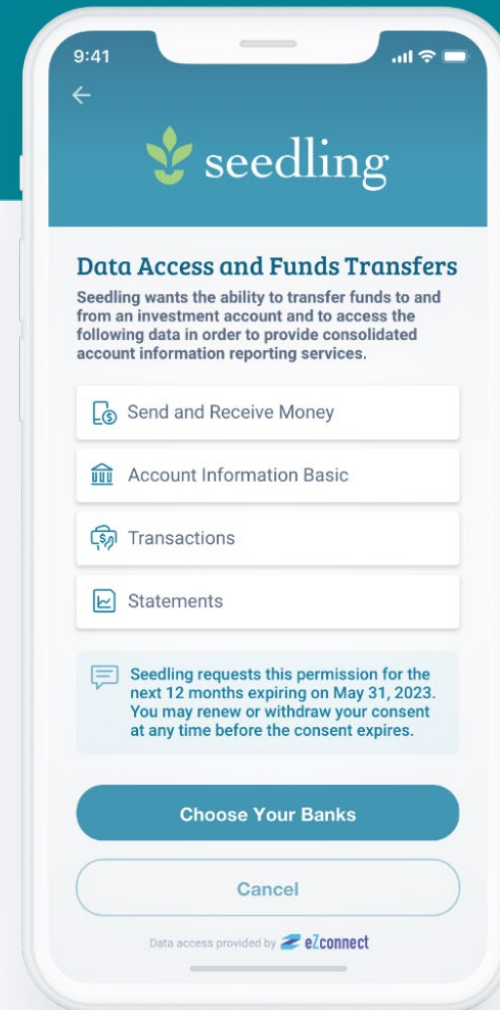 9:41
seedling
Data Access and Funds Transfers
Seedling wants the ability to transfer funds to and
from an investment account and to access the
following data in order to provide consolidated
account information reporting services.
Send and Receive Money
Account Information Basic
Transactions
Statements
Seedling requests this permission for the
next 12 months expiring on May 31, 2023.
You may renew or withdraw your consent
at any time before the consent expires.
Choose Your Banks
Cancel
Data access provided by eZconnect